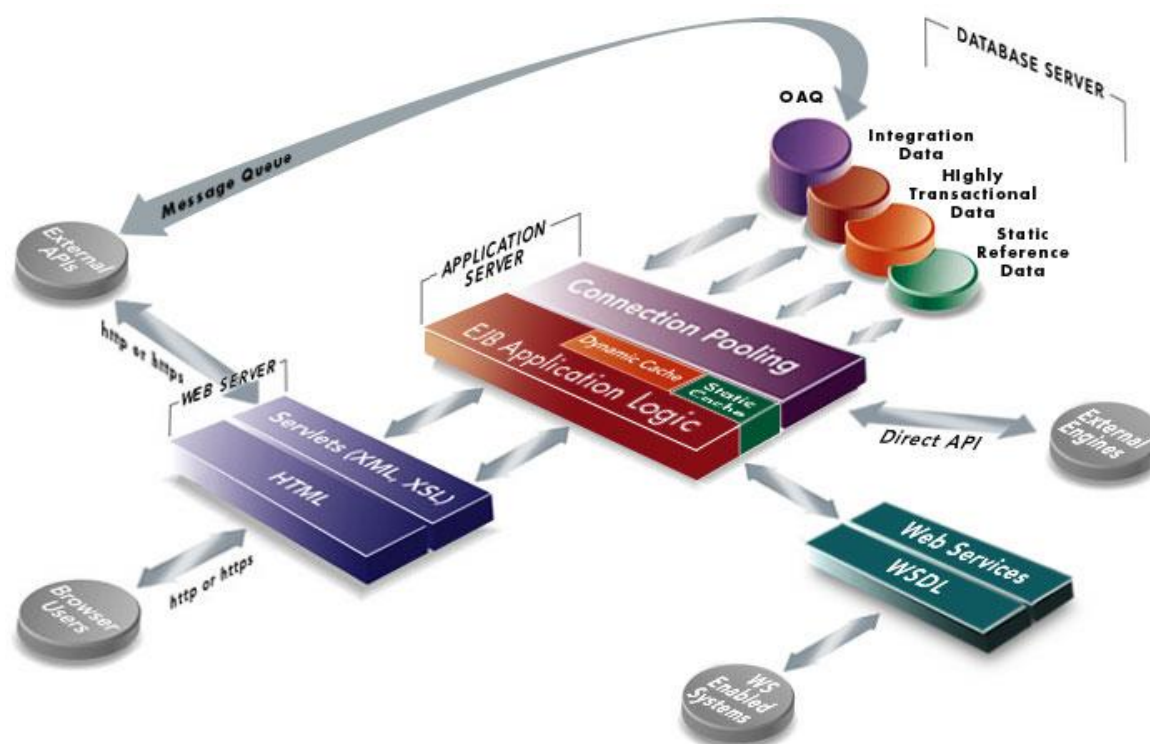 DATABASE SERVER
OAQ
Integration
Data
HIghly
Transactional
Data
Static
Reference
Data
Message Queue
External
APIs
APPLICATION
SERVER
Connection Pooling
Dynamic Cache
Static
Cache
EJB Application Logic
http or https
WEB SERVER
Servlets (XML, XSL)
HTML
Direct API
External
Engines
Web Services
WSDL
http or https
Browser
Users
WS
Enabled
Systems